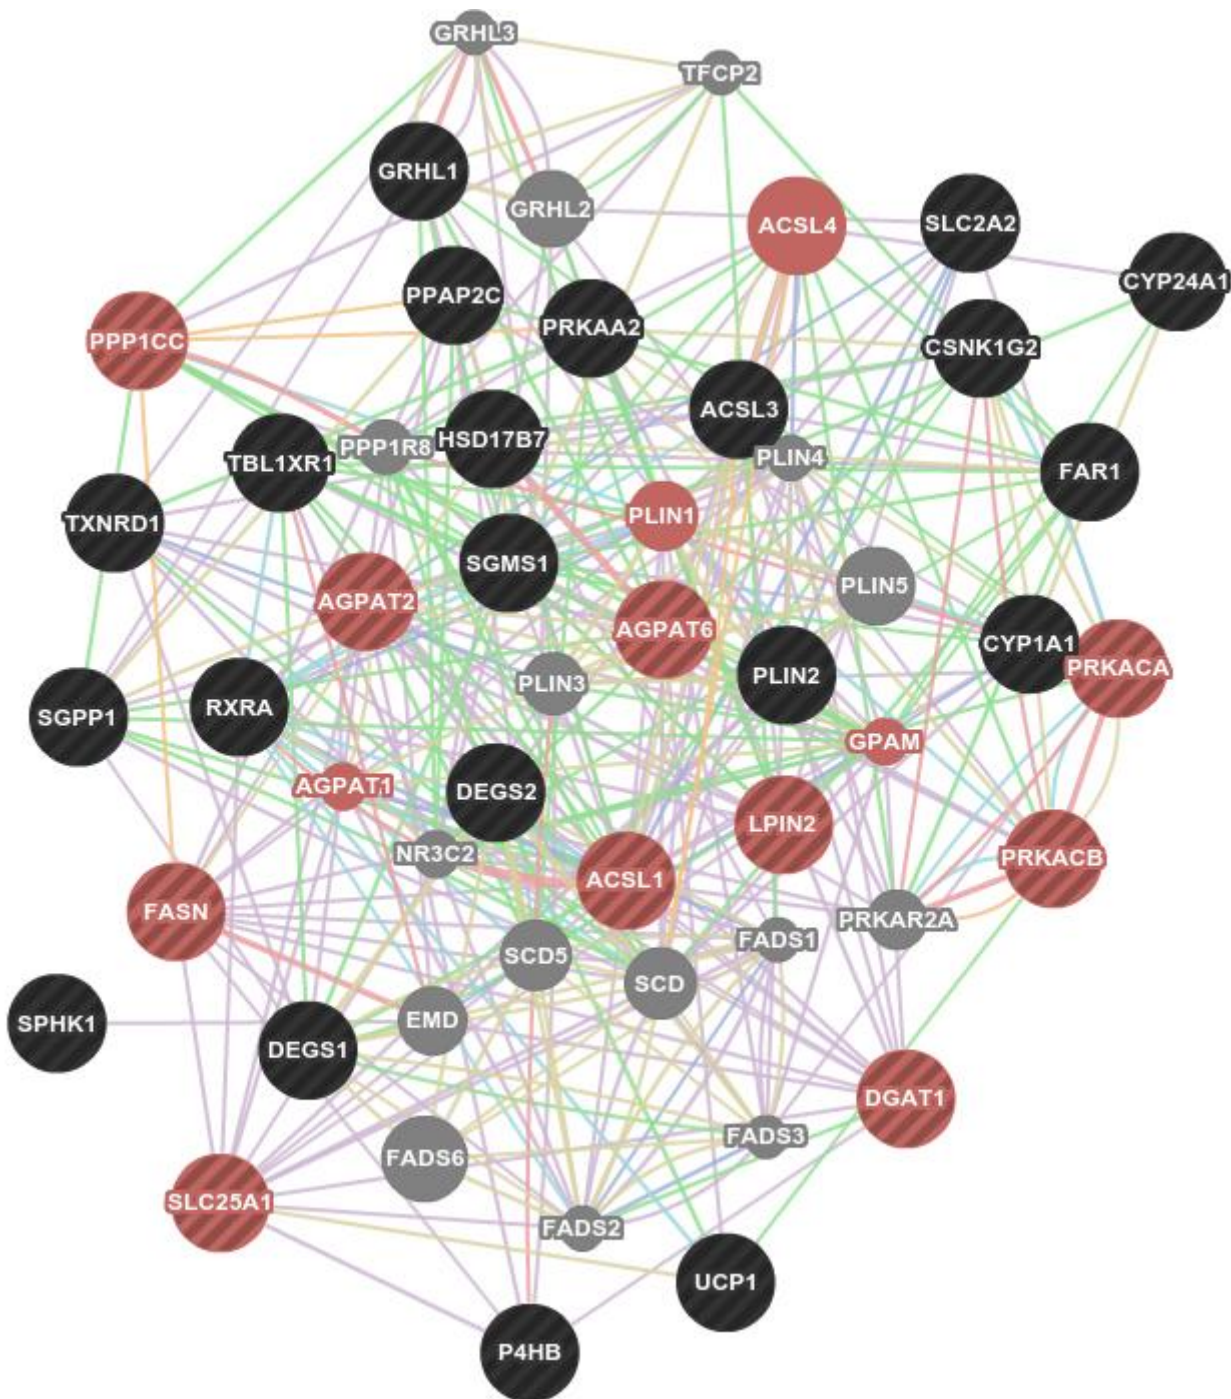 GRHL3
TFCP2
GRHL1
GRHL2
ACSL4
SLC2A2
CYP24A1
PPAP2C
PRKAA2
PPP1CC
CSNK1G2
ACSL3
HSD17B7
PPP1R8
TBL1XR1
PLIN4
FAR1
TXNRD1
PLIN1
SGMS1
PLIN5
AGPAT2
AGPAT6
CYP1A1
PRKACA
PLIN2
PLIN3
SGPP1
RXRA
GPAM
AGPAT1
DEGS2
LPIN2
NR3C2
PRKACB
ACSL1
FASN
PRKAR2A
FADS1
SCD5
SCD
EMD
SPHK1
DEGS1
DGAT1
FADS3
FADS6
SLC25A1
FADS2
UCP1
P4HB